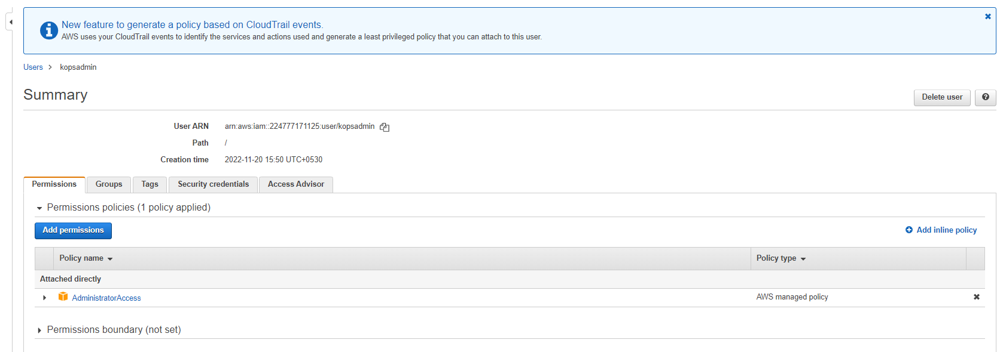 New feature to generate a policy based on CloudTrail events.
AWS uses your CloudTrail events to identify the services and actions used and generate a least privileged policy that you can attach to this user.
Users > kopsadmin
Summary
Delete user
User ARN arn:aws:iam::224777171125:user/kopsadmin
Path /
Creation time 2022-11-20 15:50 UTC+0530
Permissions Groups Tags Security credentials Access Advisor
Permissions policies (1 policy applied)
Add permissions Add inline policy
Policy name Policy type
Attached directly
AdministratorAccess AWS managed policy
Permissions boundary (not set)